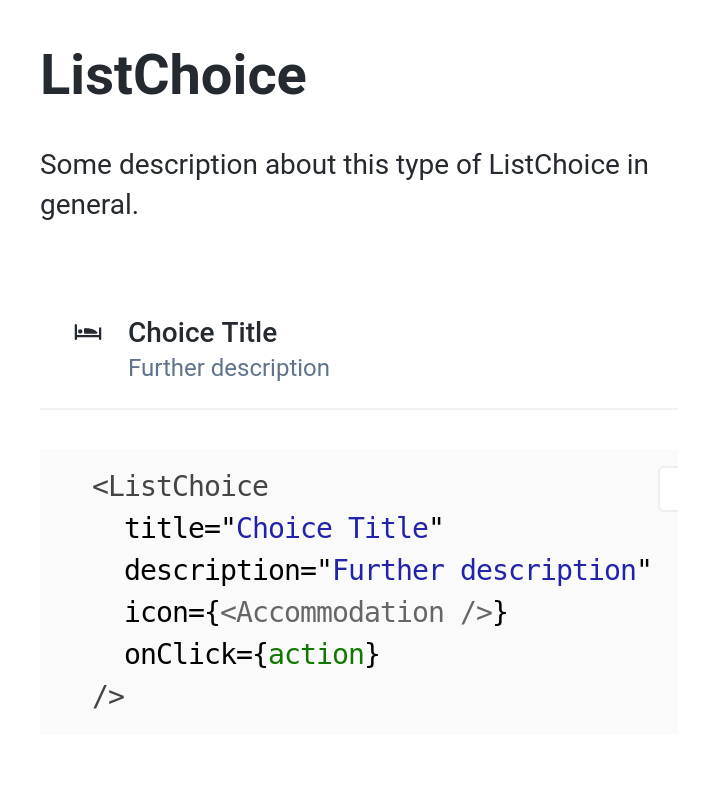 ListChoice
Some description about this type of ListChoice in
general.
Choice Title
Further description
<ListChoice
title="Choice Title"
description="Further description"
icon={<Accommodation />}
onClick={action}
/>